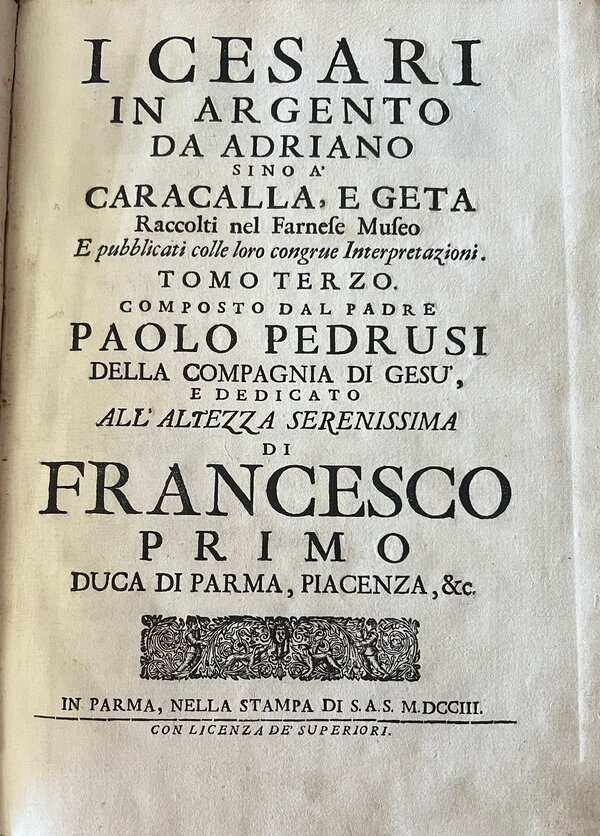 I CESARI
IN ARGENTO
DA ADRIANO
SINO A'
CARACALLA, E GETA
Raccolti nel Farneſe Muſeo
E pubblicati colle loro congrue Interpretazioni.
TOMO TERZO.
COMPOSTO DAL PADRE
PAOLO PEDRUSI
DELLA COMPAGNIA DI GESU',
E DEDICATO
ALL' ALTEZZA SERENISSIMA
DI
FRANCESCO
PRIMO
DUCA DI PARMA, PIACENZA, &c.
IN PARMA, NELLA STAMPA DI S.A.S. M.DCCIII.
CON LICENZA DE' SUPERIORI.